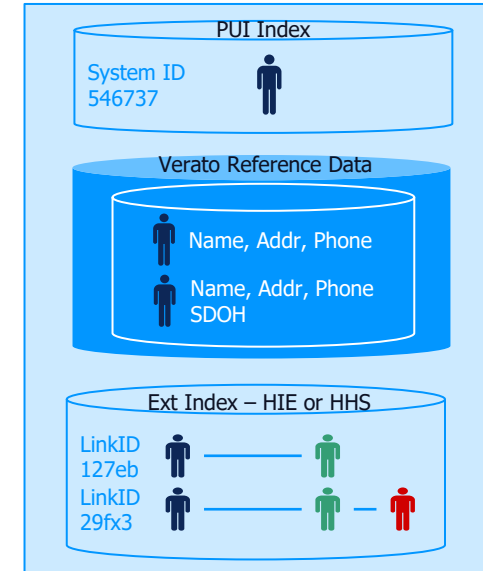 PUI Index
System ID
546737
Verato Reference Data
Name, Addr, Phone
Name, Addr, Phone
SDOH
Ext Index – HIE or HHS
LinkID
127eb
LinkID
29fx3